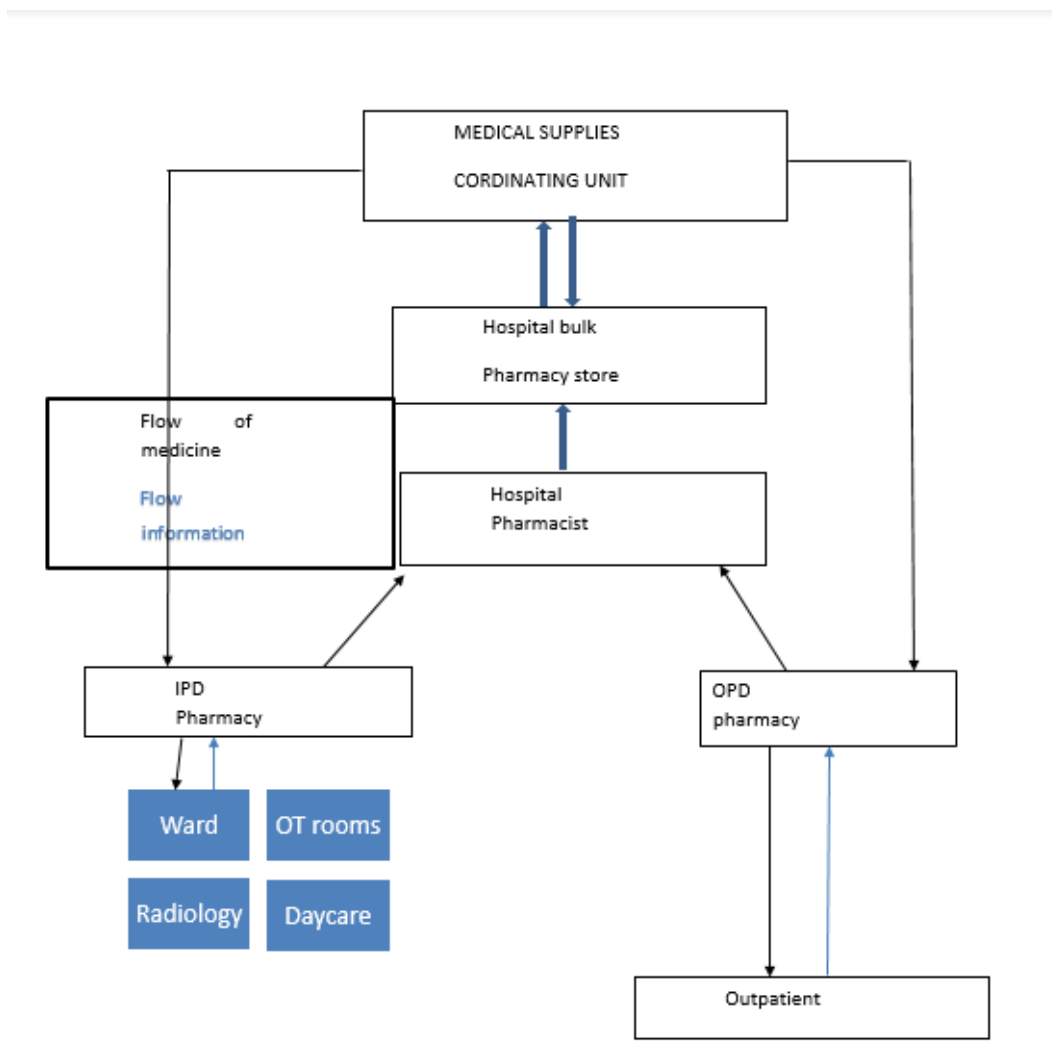 MEDICAL SUPPLIES
CORDINATING UNIT
Hospital bulk
Pharmacy store
Flow of
medicine
Flow
information
Hospital
Pharmacist
IPD
Pharmacy
OPD
pharmacy
Ward
OT rooms
Radiology
Daycare
Outpatient